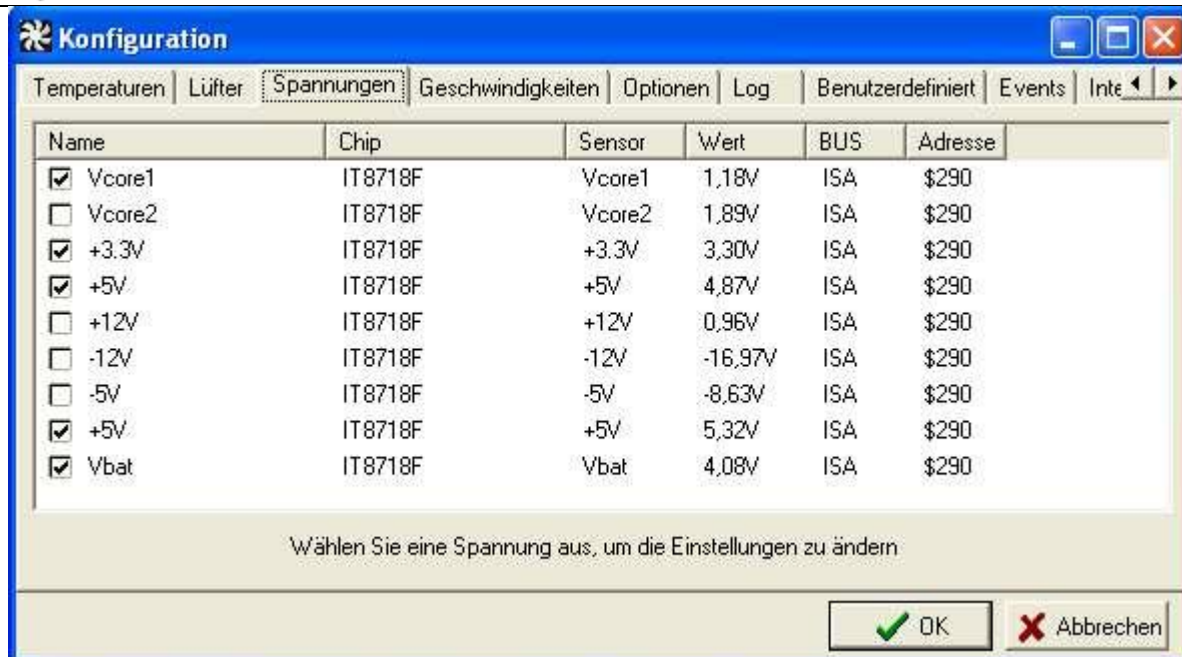 Konfiguration
Temperaturen Lüfter Spannungen Geschwindigkeiten Optionen Log Benutzerdefiniert Events Inte
Name Chip Sensor Wert BUS Adresse
Vcore1 IT8718F Vcore1 1,18V ISA $290
Vcore2 IT8718F Vcore2 1,89V ISA $290
+3.3V IT8718F +3.3V 3,30V ISA $290
+5V IT8718F +5V 4,87V ISA $290
+12V IT8718F +12V 0,96V ISA $290
-12V IT8718F -12V -16,97V ISA $290
-5V IT8718F -5V -8,63V ISA $290
+5V IT8718F +5V 5,32V ISA $290
Vbat IT8718F Vbat 4,08V ISA $290
Wählen Sie eine Spannung aus, um die Einstellungen zu ändern
OK Abbrechen